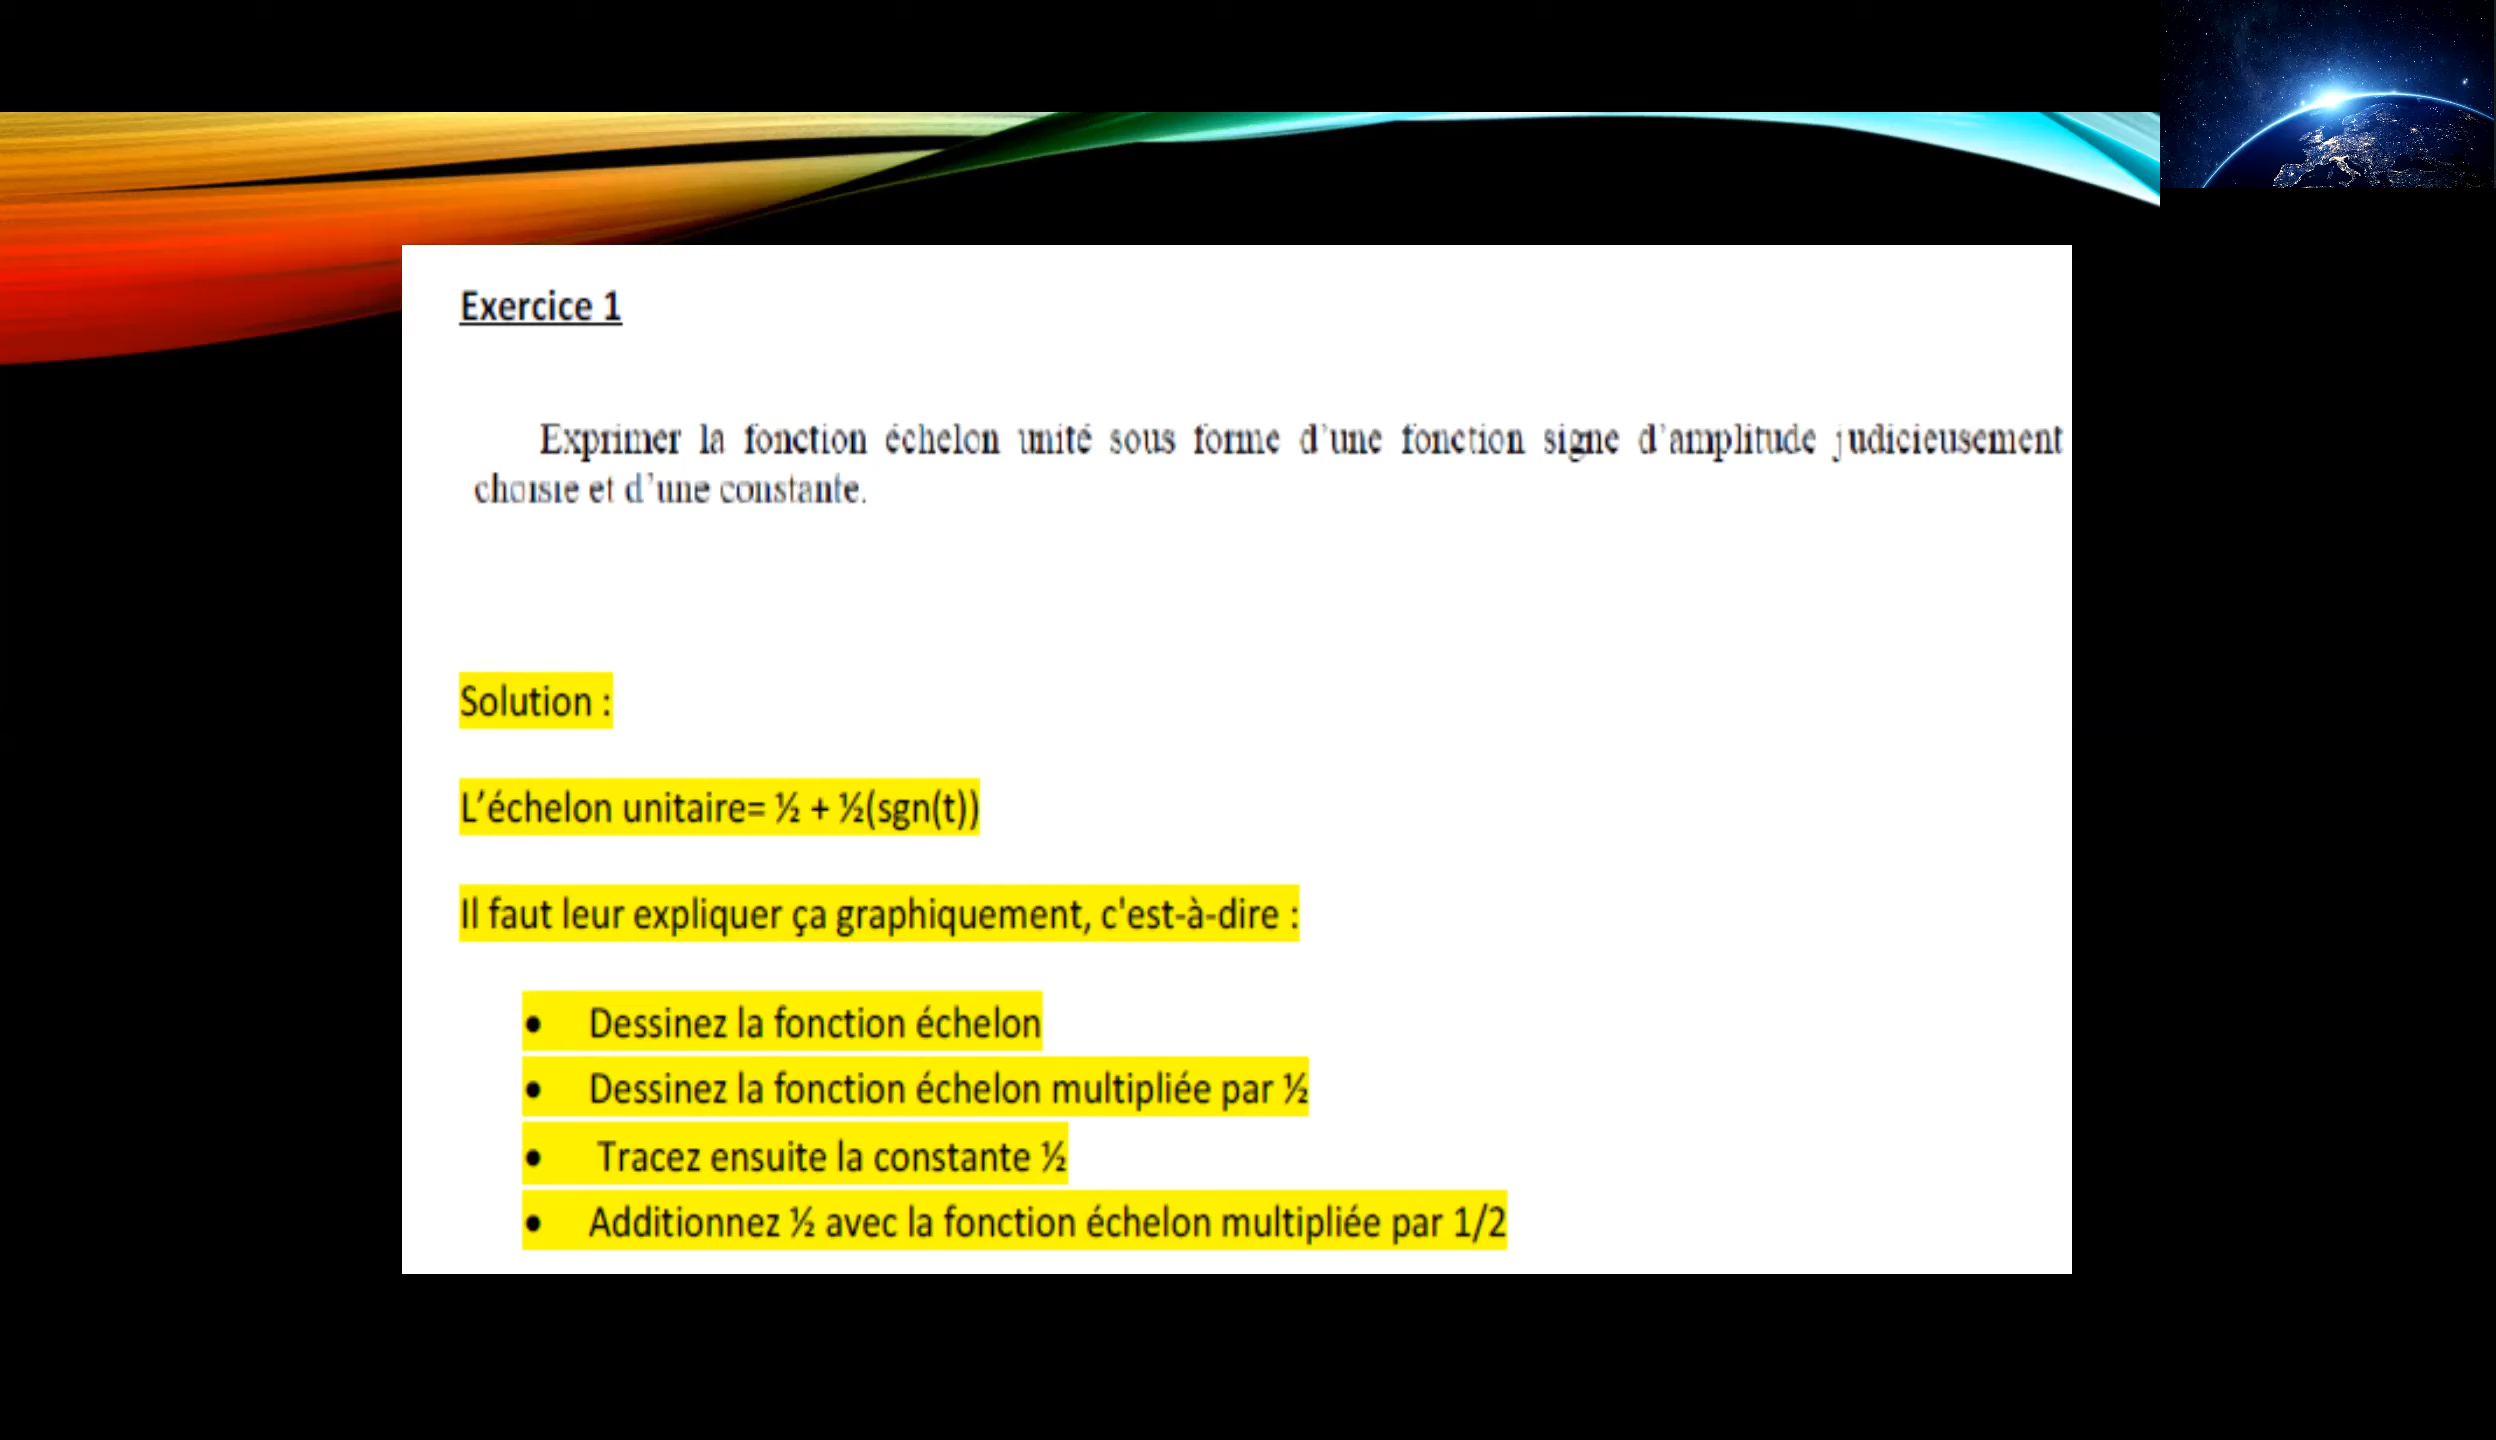 Exercice 1
Exprimer la fonction échelon unité sous forme d'une fonction signe d'amplitude judicieusement
choisie et d'une constante.
Solution :
L'échelon unitaire= ½ + ½(sgn(t))
Il faut leur expliquer ça graphiquement, c'est-à-dire :
• Dessinez la fonction échelon
• Dessinez la fonction échelon multipliée par ½
• Tracez ensuite la constante ½
• Additionnez ½ avec la fonction échelon multipliée par 1/2